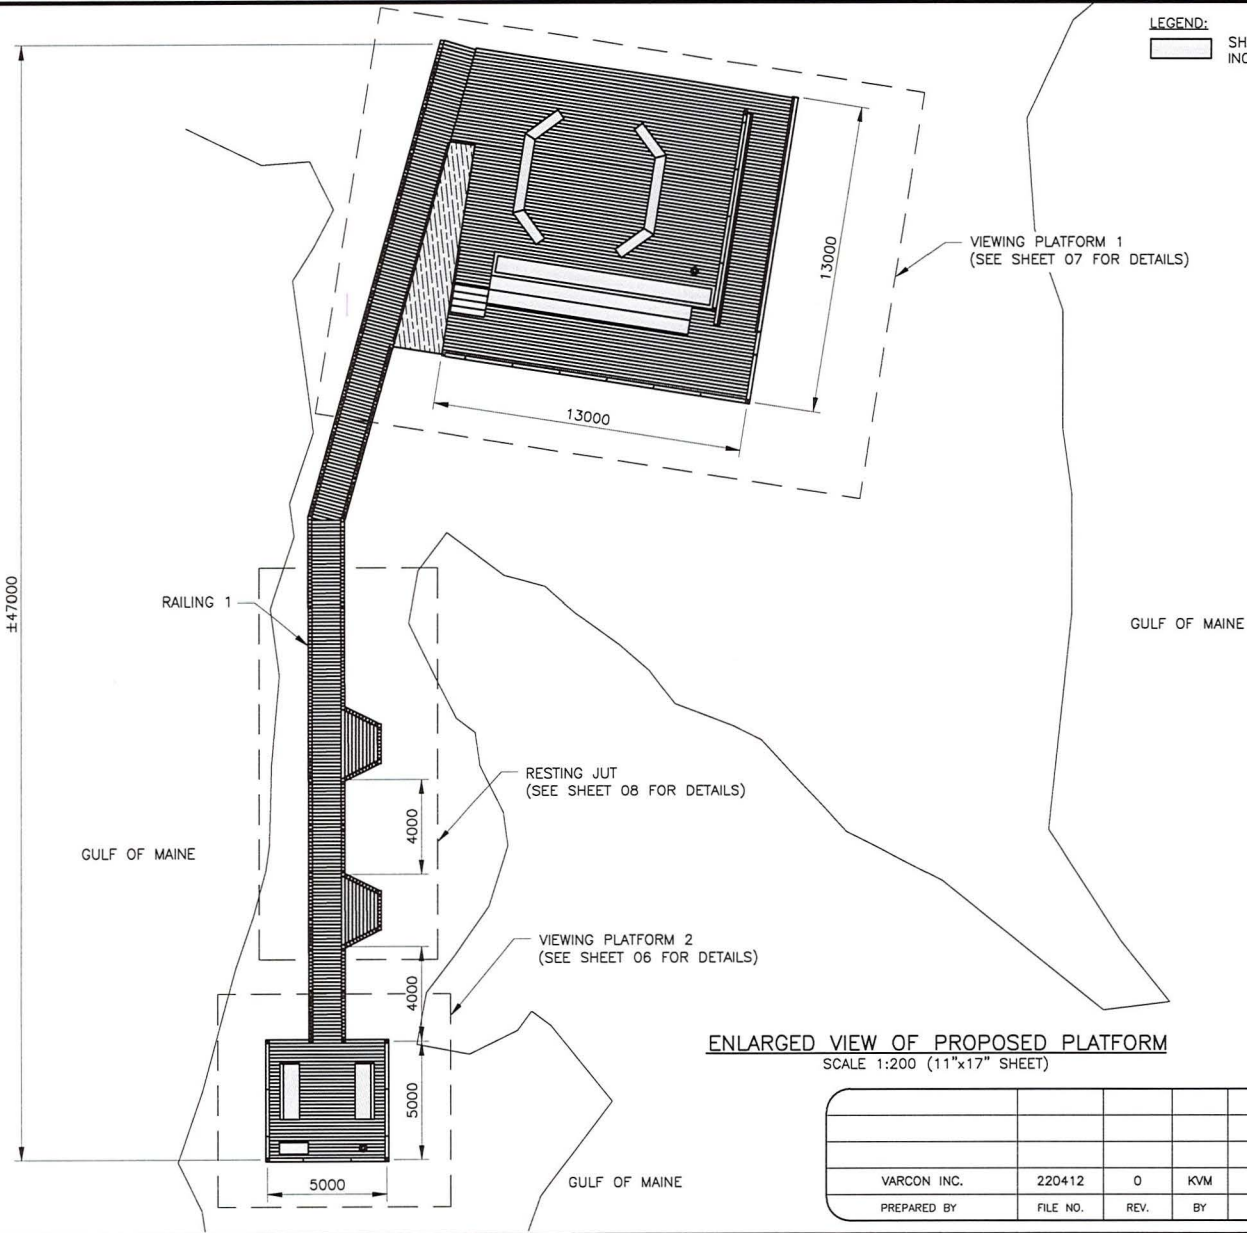 LEGEND:
13000
VIEWING PLATFORM 1
(SEE SHEET 07 FOR DETAILS)
13000
±47000
RAILING 1
GULF OF MAINE
RESTING JUT
(SEE SHEET 08 FOR DETAILS)
4000
GULF OF MAINE
VIEWING PLATFORM 2
(SEE SHEET 06 FOR DETAILS)
4000
ENLARGED VIEW OF PROPOSED PLATFORM
SCALE 1:200 (11"x17" SHEET)
5000
5000
GULF OF MAINE
VARCON INC. 220412 0 KVM
PREPARED BY FILE NO. REV. BY